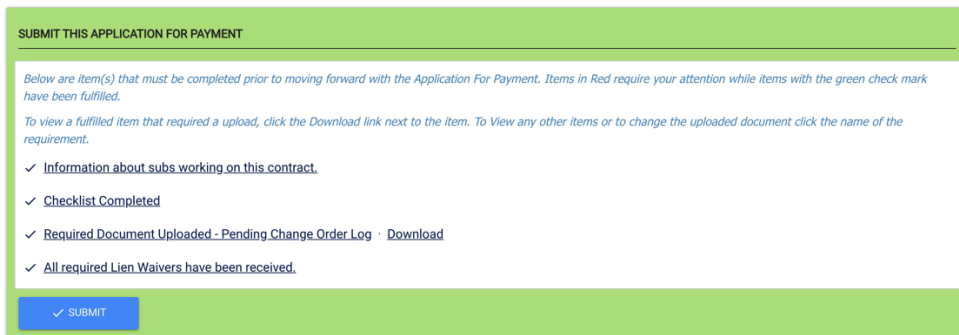 SUBMIT THIS APPLICATION FOR PAYMENT
Below are item(s) that must be completed prior to moving forward with the Application For Payment. Items in Red require your attention while items with the green check mark
have been fulfilled.
To view a fulfilled item that required a upload, click the Download link next to the item. To View any other items or to change the uploaded document click the name of the
requirement.
✓ Information about subs working on this contract.
✓ Checklist Completed
✓ Required Document Uploaded - Pending Change Order Log · Download
✓ All required Lien Waivers have been received.
✓ SUBMIT